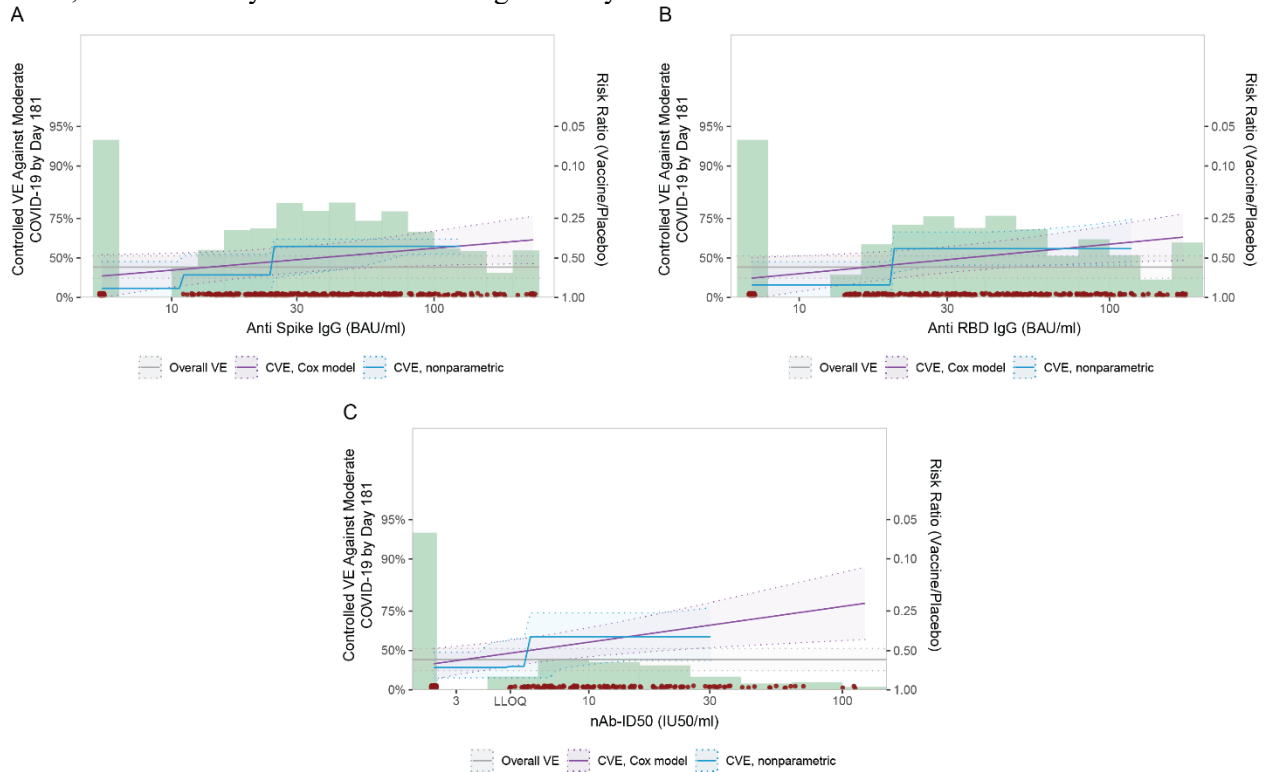 A
Controlled VE Against Moderate
COVID-19 by Day 181
95%
90%
75%
50%
0%
0.05
0.10
0.25
0.50
1.00
Risk Ratio (Vaccine/Placebo)
10
30
100
Anti Spike IgG (BAU/ml)
Overall VE
CVE, Cox model
CVE, nonparametric
B
Controlled VE Against Moderate
COVID-19 by Day 181
95%
90%
75%
50%
0%
0.05
0.10
0.25
0.50
1.00
Risk Ratio (Vaccine/Placebo)
10
30
100
Anti RBD IgG (BAU/ml)
Overall VE
CVE, Cox model
CVE, nonparametric
C
Controlled VE Against Moderate
COVID-19 by Day 181
95%
90%
75%
50%
0%
0.05
0.10
0.25
0.50
1.00
Risk Ratio (Vaccine/Placebo)
3
LLOQ
10
30
100
nAb-ID50 (IU50/ml)
Overall VE
CVE, Cox model
CVE, nonparametric